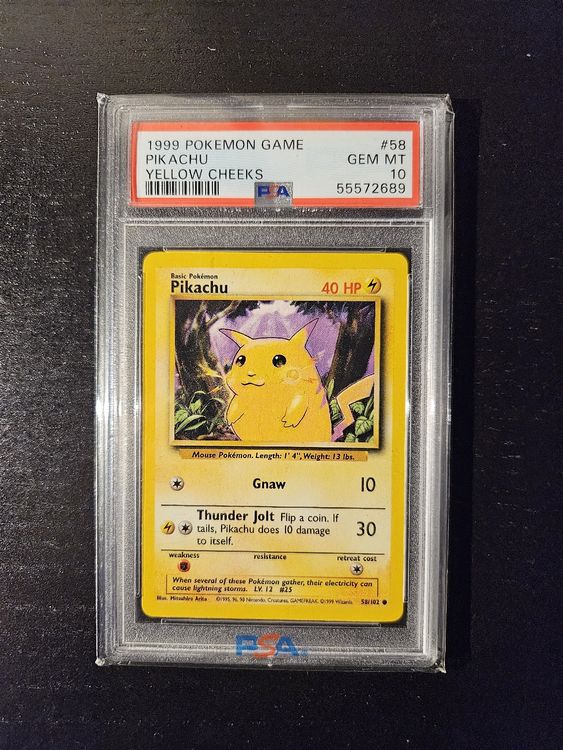 1999 POKEMON GAME #58
PIKACHU GEM MT
YELLOW CHEEKS 10
PSA 55572689
Basic Pokémon
Pikachu 40 HP
Mouse Pokémon. Length: 1' 4", Weight: 13 lbs.
Gnaw 10
Thunder Jolt Flip a coin. If
tails, Pikachu does 10 damage
to itself.
30
weakness resistance retreat cost
When several of these Pokémon gather, their electricity can
cause lightning storms. LV. 12 #25
Illus. Mitsuhiro Arita ©1995, 96, 98 Nintendo, Creatures, GAMEFREAK. ©1999 Wizards. 58/102
PSA